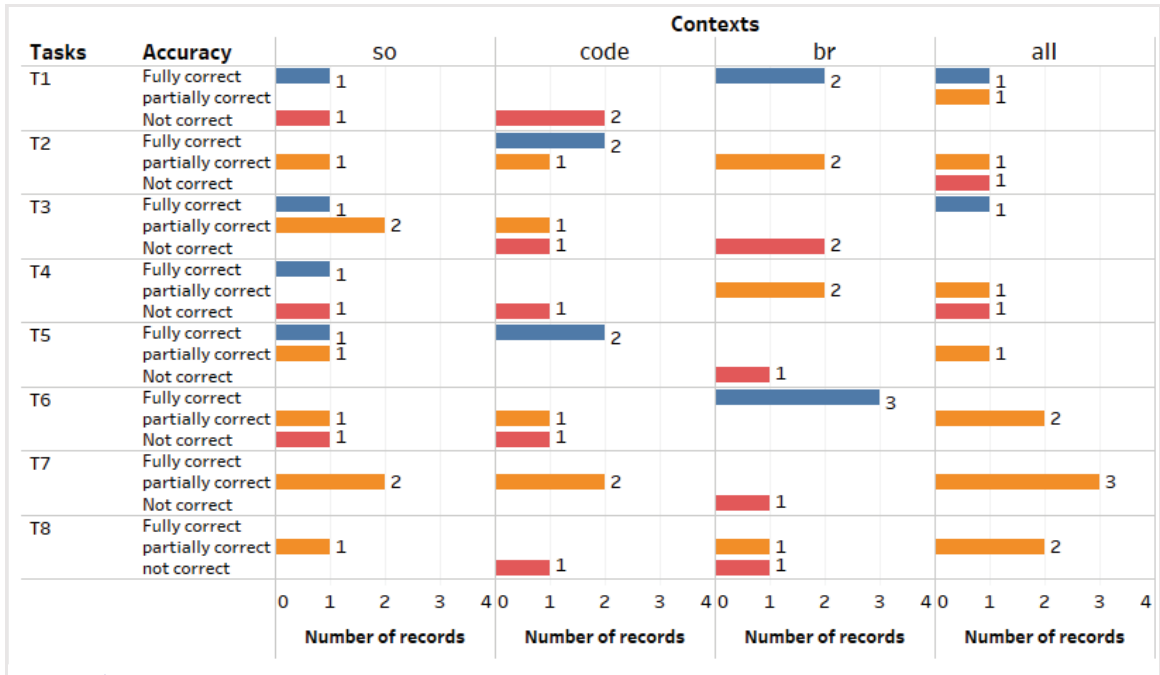 Contexts
Tasks Accuracy so code br all
T1 Fully correct 1 2 1
partially correct 1
Not correct 1 2
T2 Fully correct 2
partially correct 1 1 2 1
Not correct 1
T3 Fully correct 1 1
partially correct 2 1
Not correct 1 2
T4 Fully correct 1
partially correct 2 1
Not correct 1 1 1
T5 Fully correct 1 2
partially correct 1 1
Not correct 1
T6 Fully correct 3
partially correct 1 1 2
Not correct 1 1
T7 Fully correct
partially correct 2 2 3
Not correct 1
T8 Fully correct
partially correct 1 1 2
not correct 1 1
0 1 2 3 4 0 1 2 3 4 0 1 2 3 4 0 1 2 3 4
Number of records Number of records Number of records Number of records